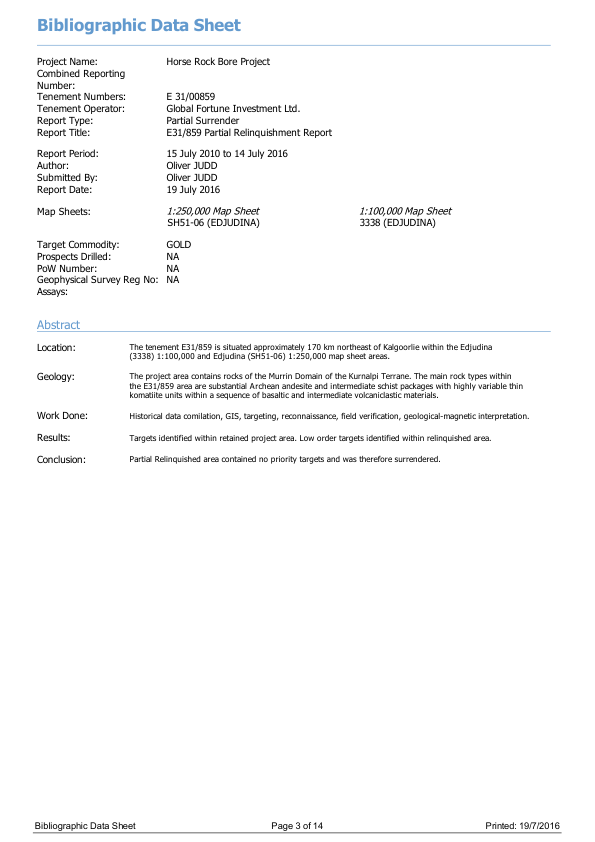 Bibliographic Data Sheet
Project Name: Horse Rock Bore Project
Combined Reporting
Number:
Tenement Numbers: E 31/00859
Tenement Operator: Global Fortune Investment Ltd.
Report Type: Partial Surrender
Report Title: E31/859 Partial Relinquishment Report
Report Period: 15 July 2010 to 14 July 2016
Author: Oliver JUDD
Submitted By: Oliver JUDD
Report Date: 19 July 2016
Map Sheets: 1:250,000 Map Sheet 1:100,000 Map Sheet
SH51-06 (EDJUDINA) 3338 (EDJUDINA)
Target Commodity: GOLD
Prospects Drilled: NA
PoW Number: NA
Geophysical Survey Reg No: NA
Assays:
Abstract
Location: The tenement E31/859 is situated approximately 170 km northeast of Kalgoorlie within the Edjudina
(3338) 1:100,000 and Edjudina (SH51-06) 1:250,000 map sheet areas.
Geology: The project area contains rocks of the Murrin Domain of the Kurnalpi Terrane. The main rock types within
the E31/859 area are substantial Archean andesite and intermediate schist packages with highly variable thin
komatiite units within a sequence of basaltic and intermediate volcaniclastic materials.
Work Done: Historical data comilation, GIS, targeting, reconnaissance, field verification, geological-magnetic interpretation.
Results: Targets identified within retained project area. Low order targets identified within relinquished area.
Conclusion: Partial Relinquished area contained no priority targets and was therefore surrendered.
Bibliographic Data Sheet Page 3 of 14 Printed: 19/7/2016